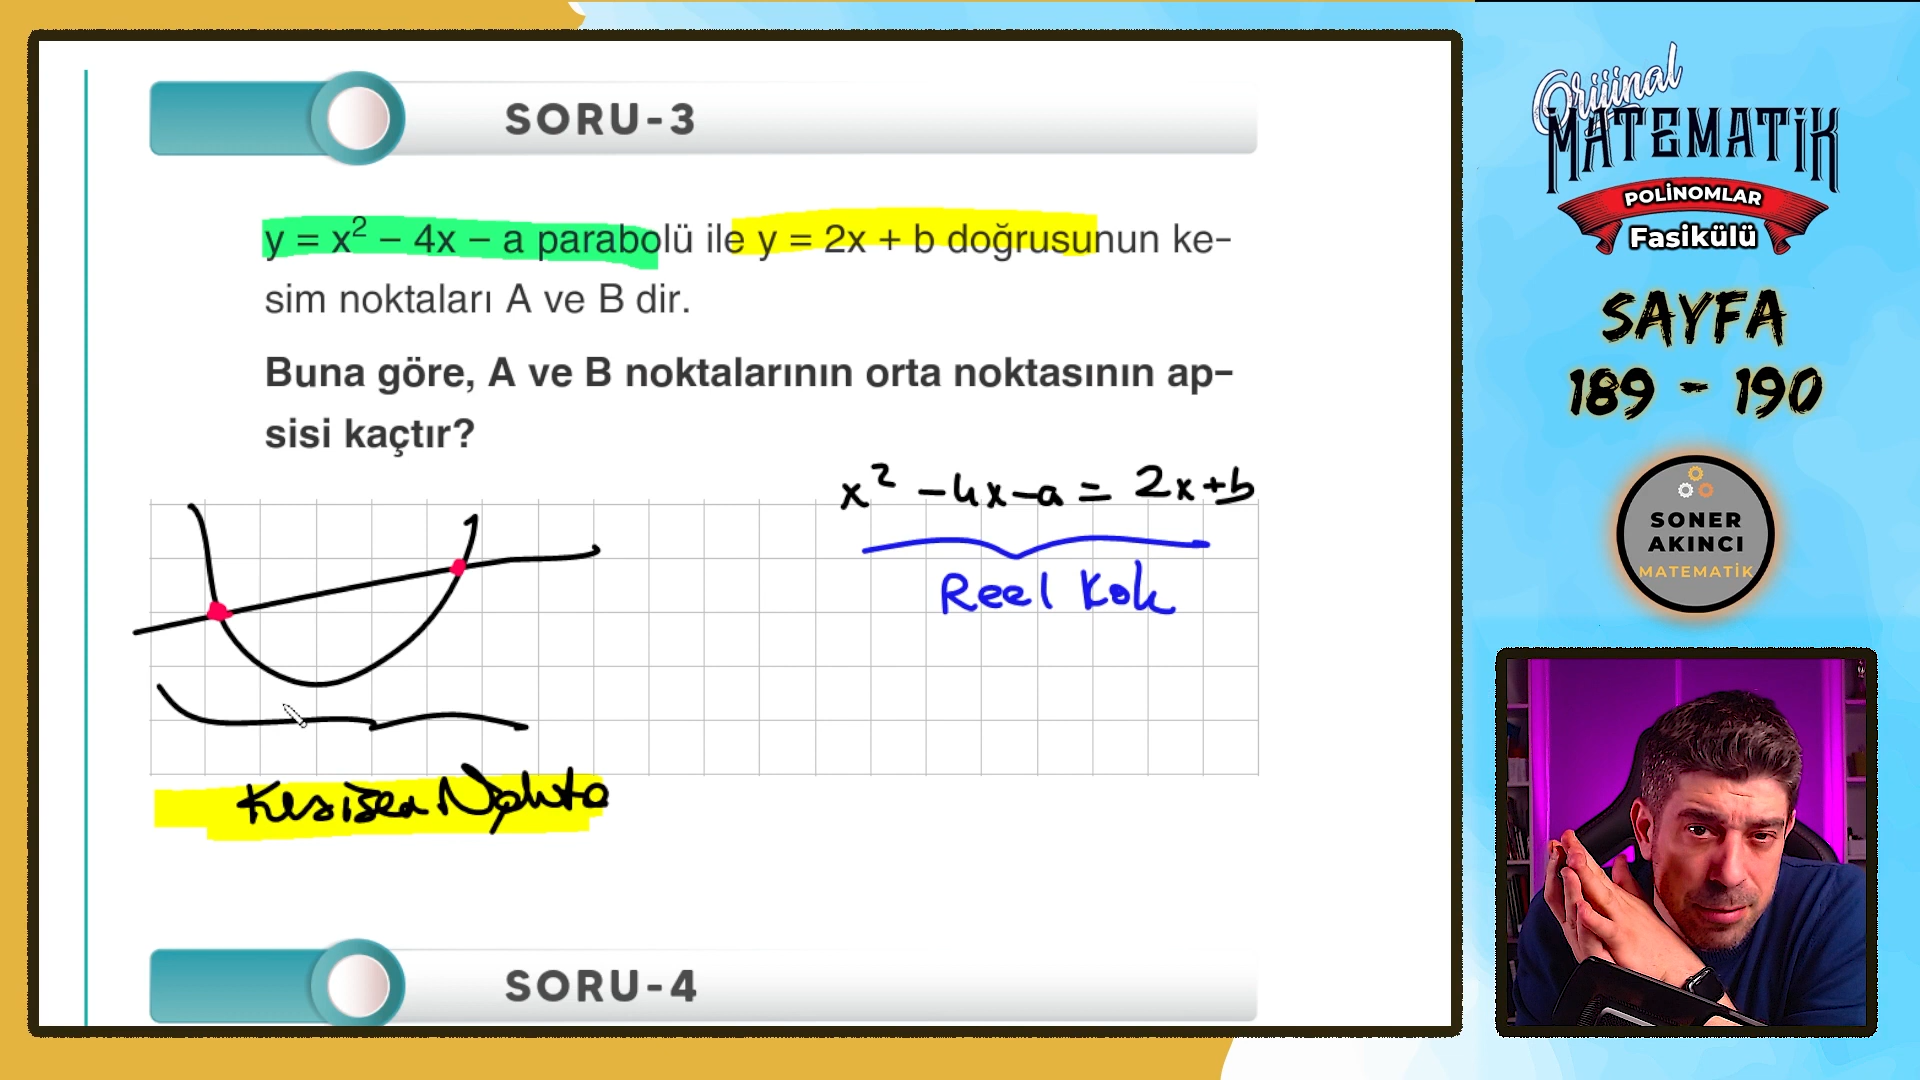 SORU-3
y = x² – 4x – a parabolü ile y = 2x + b doğrusunun ke-
sim noktaları A ve B dir.
Buna göre, A ve B noktalarının orta noktasının ap-
sisi kaçtır?
x² – 4x – a = 2x + b
Reel Kök
Kesişen Nokta
SORU-4
Orijinal
MATEMATİK
POLİNOMLAR
Fasikülü
SAYFA
189 - 190
SONER
AKINCI
MATEMATİK